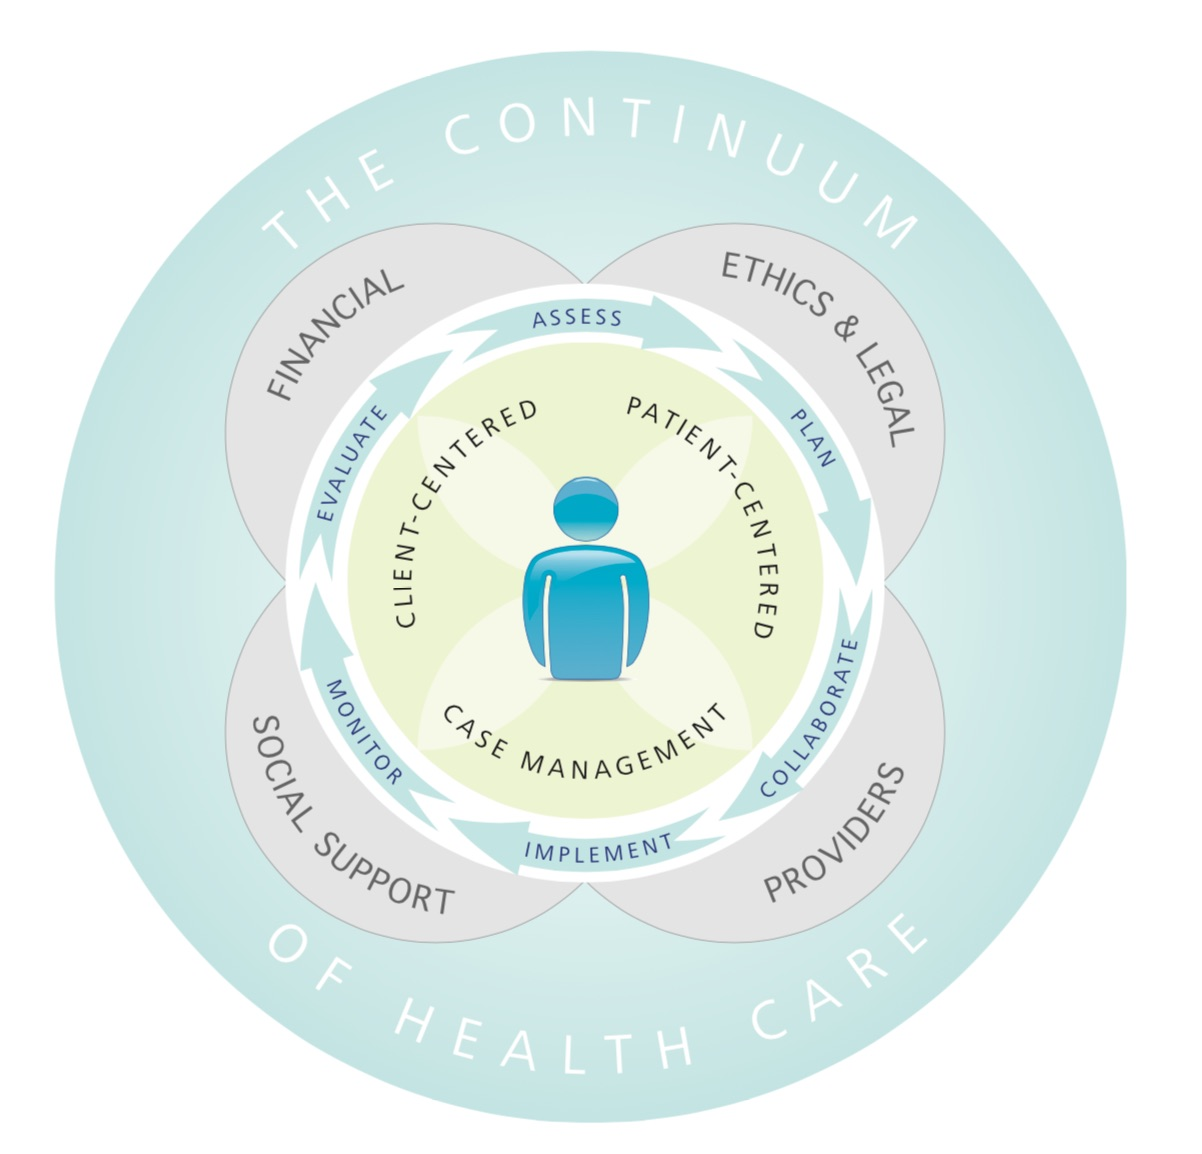 THE CONTINUUM
OF HEALTH CARE
FINANCIAL
ETHICS & LEGAL
PROVIDERS
SOCIAL SUPPORT
ASSESS
PLAN
COLLABORATE
IMPLEMENT
MONITOR
EVALUATE
CLIENT-CENTERED
PATIENT-CENTERED
CASE MANAGEMENT